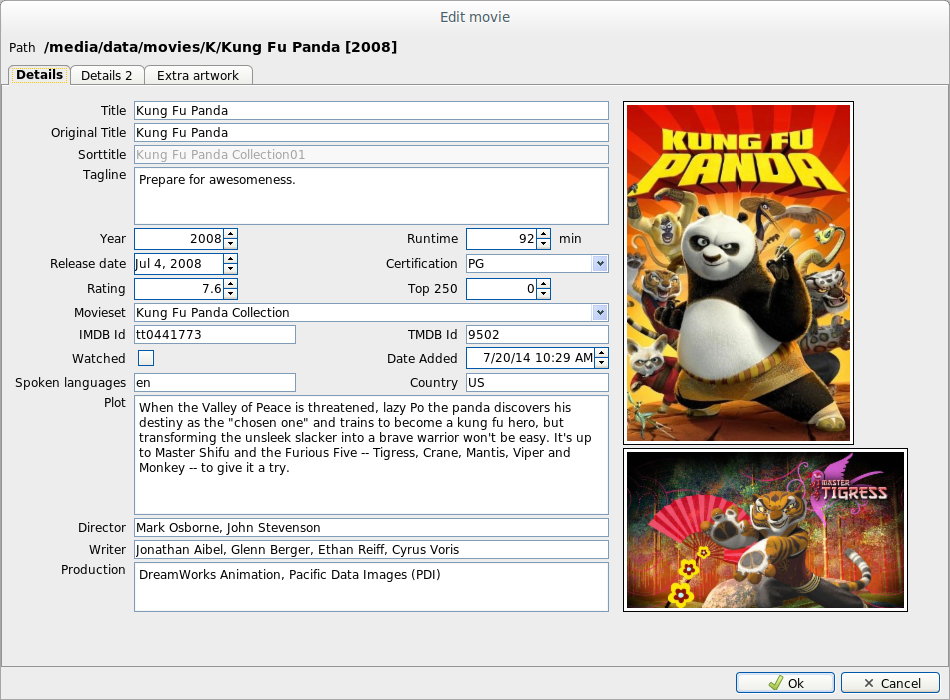 Edit movie
Path /media/data/movies/K/Kung Fu Panda [2008]
Details Details 2 Extra artwork
Title Kung Fu Panda
Original Title Kung Fu Panda
Sorttitle Kung Fu Panda Collection01
Tagline Prepare for awesomeness.
Year 2008 Runtime 92 min
Release date Jul 4, 2008 Certification PG
Rating 7.6 Top 250 0
Movieset Kung Fu Panda Collection
IMDB Id tt0441773 TMDB Id 9502
Watched Date Added 7/20/14 10:29 AM
Spoken languages en Country US
Plot When the Valley of Peace is threatened, lazy Po the panda discovers his
destiny as the "chosen one" and trains to become a kung fu hero, but
transforming the unsleek slacker into a brave warrior won't be easy. It's up
to Master Shifu and the Furious Five -- Tigress, Crane, Mantis, Viper and
Monkey -- to give it a try.
Director Mark Osborne, John Stevenson
Writer Jonathan Aibel, Glenn Berger, Ethan Reiff, Cyrus Voris
Production DreamWorks Animation, Pacific Data Images (PDI)
KUNG FU
PANDA
MASTER
TIGRESS
Ok Cancel